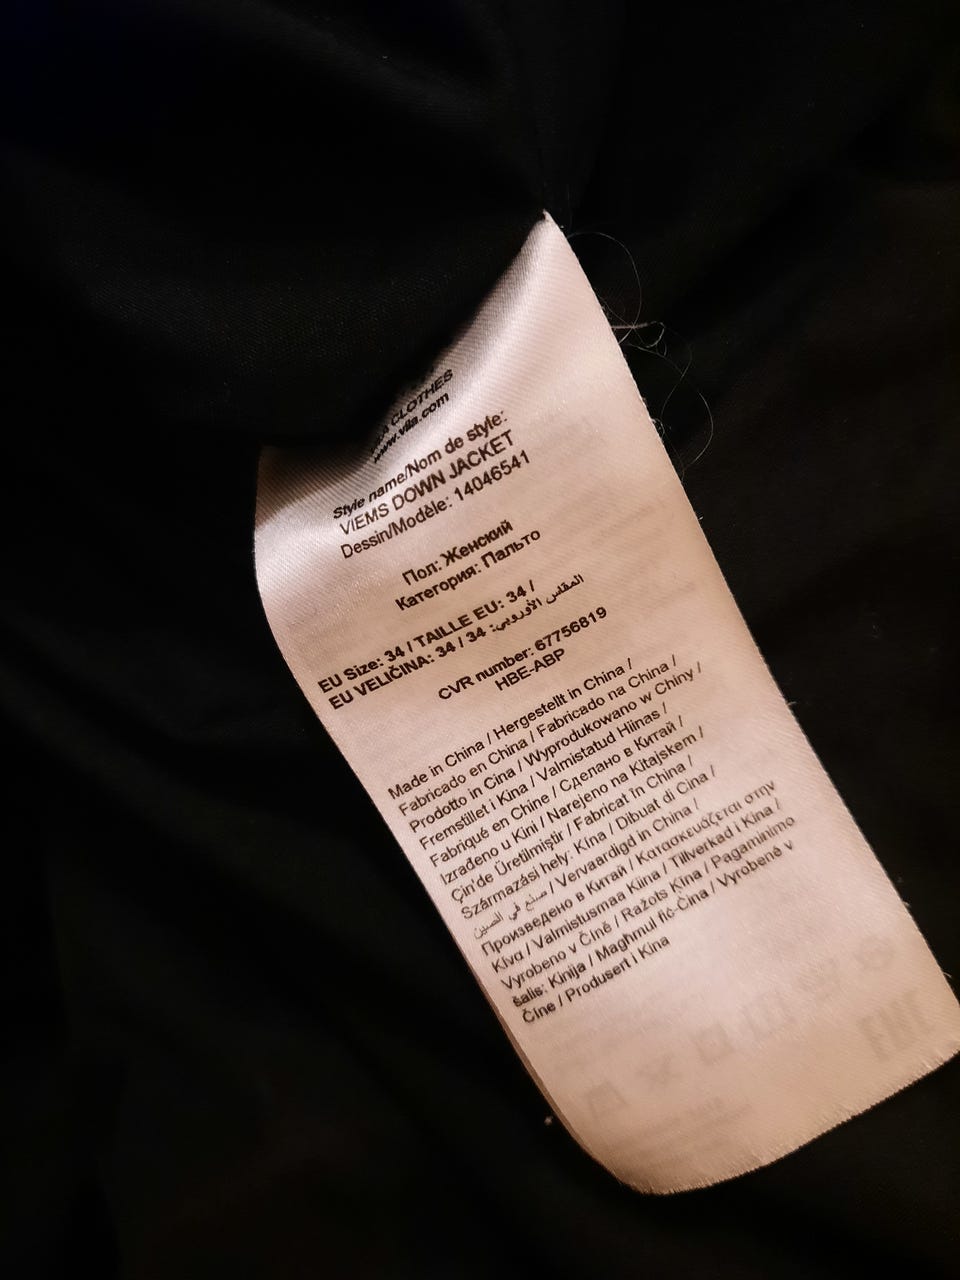 CLOTHES
www.vila.com
Style name/Nom de style:
VIEMS DOWN JACKET
Dessin/Modèle: 14046541
Пол: Женский
Категория: Пальто
EU Size: 34 / TAILLE EU: 34 /
EU VELIČINA: 34 / 34 :المقاس الأوروبي
CVR number: 67756819
HBE-ABP
Made in China / Hergestellt in China /
Fabricado en China / Fabricado na China /
Prodotto in Cina / Wyprodukowano w Chiny /
Fremstillet i Kina / Valmistatud Hiinas /
Fabriqué en Chine / Сделано в Китай /
Izrađeno u Kini / Narejeno na Kitajskem /
Çin'de Üretilmiştir / Fabricat în China /
Származási hely: Kína / Dibuat di Cina /
صنع في الصين / Vervaardigd in China /
Произведено в Китай / Κατασκευάζεται στην
Κίνα / Valmistusmaa Kiina / Tillverkad i Kina /
Vyrobeno v Číně / Ražots Ķīna / Pagaminimo
šalis: Kinija / Magħmul fiċ-Ċina / Vyrobené v
Číne / Produsert i Kina
EAC